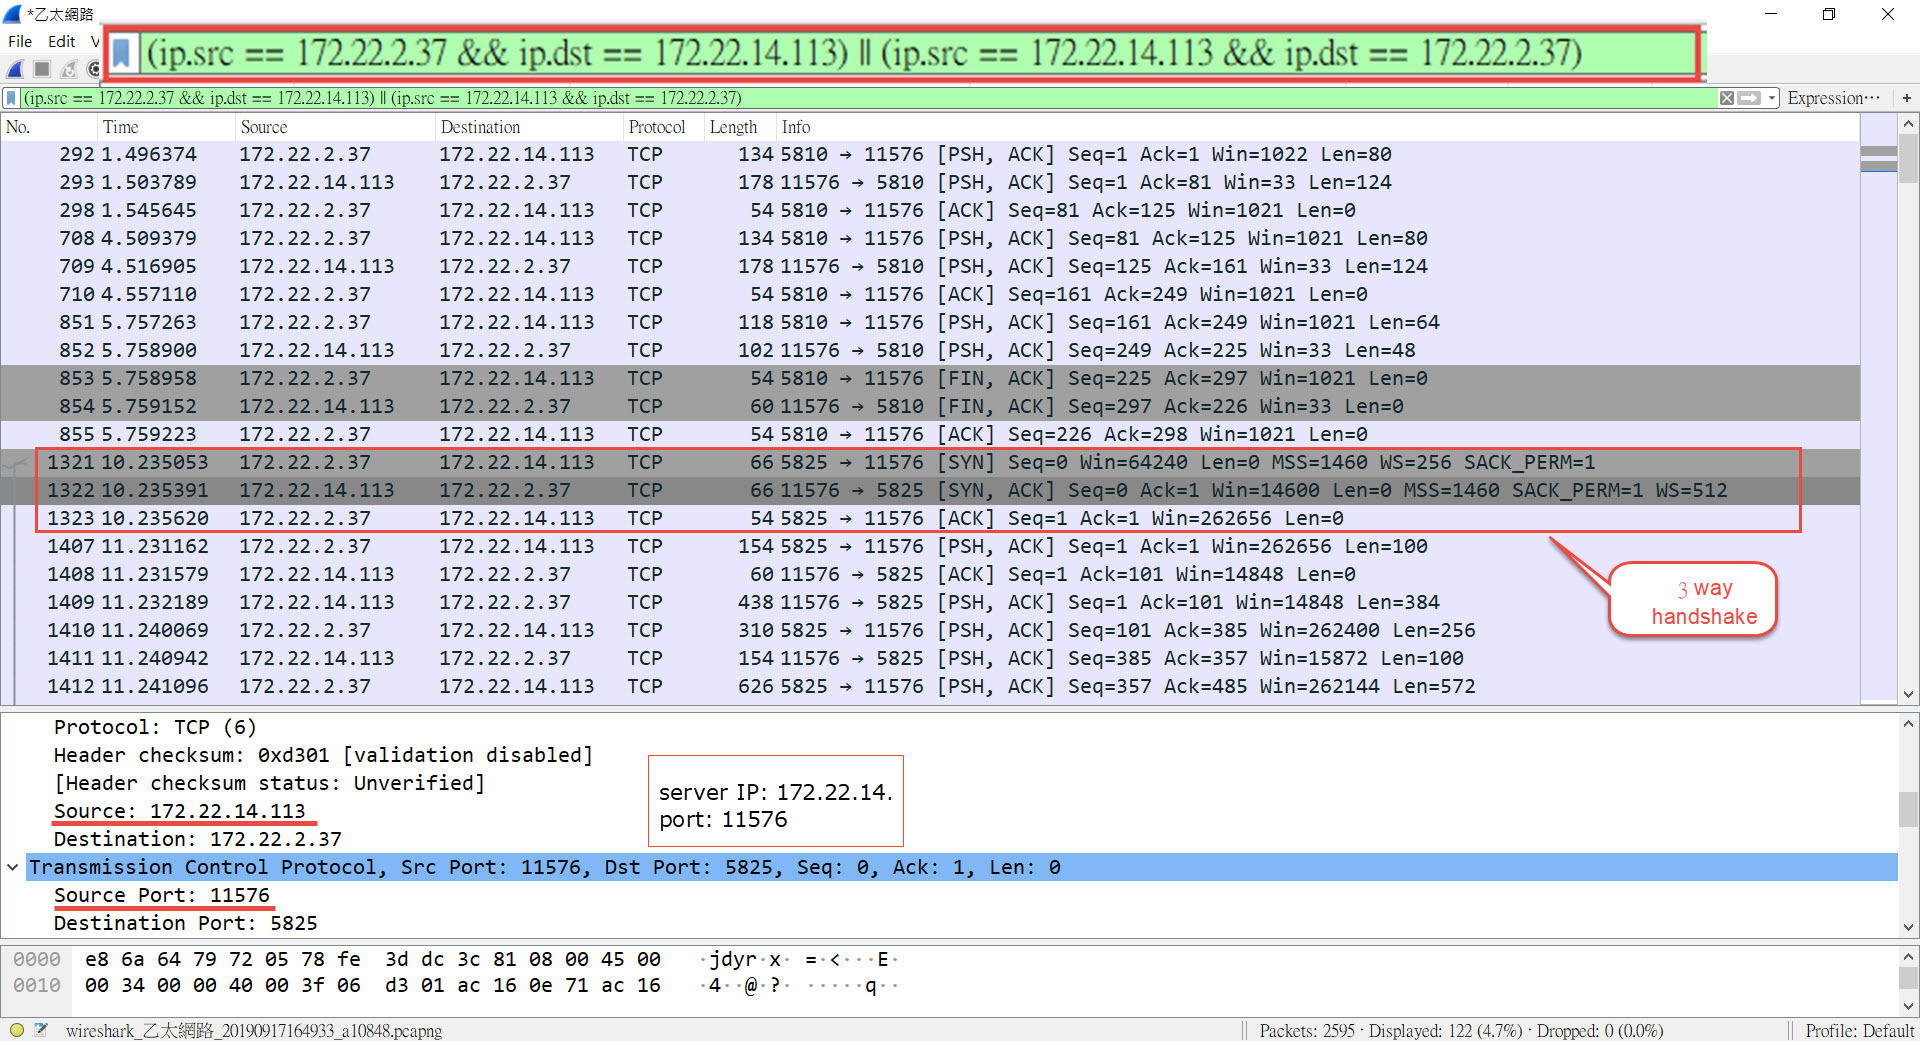 *乙太網路
File Edit V
(ip.src == 172.22.2.37 && ip.dst == 172.22.14.113) || (ip.src == 172.22.14.113 && ip.dst == 172.22.2.37)
(ip.src == 172.22.2.37 && ip.dst == 172.22.14.113) || (ip.src == 172.22.14.113 && ip.dst == 172.22.2.37) Expression… +
No. Time Source Destination Protocol Length Info
292 1.496374 172.22.2.37 172.22.14.113 TCP 134 5810 → 11576 [PSH, ACK] Seq=1 Ack=1 Win=1022 Len=80
293 1.503789 172.22.14.113 172.22.2.37 TCP 178 11576 → 5810 [PSH, ACK] Seq=1 Ack=81 Win=33 Len=124
298 1.545645 172.22.2.37 172.22.14.113 TCP 54 5810 → 11576 [ACK] Seq=81 Ack=125 Win=1021 Len=0
708 4.509379 172.22.2.37 172.22.14.113 TCP 134 5810 → 11576 [PSH, ACK] Seq=81 Ack=125 Win=1021 Len=80
709 4.516905 172.22.14.113 172.22.2.37 TCP 178 11576 → 5810 [PSH, ACK] Seq=125 Ack=161 Win=33 Len=124
710 4.557110 172.22.2.37 172.22.14.113 TCP 54 5810 → 11576 [ACK] Seq=161 Ack=249 Win=1021 Len=0
851 5.757263 172.22.2.37 172.22.14.113 TCP 118 5810 → 11576 [PSH, ACK] Seq=161 Ack=249 Win=1021 Len=64
852 5.758900 172.22.14.113 172.22.2.37 TCP 102 11576 → 5810 [PSH, ACK] Seq=249 Ack=225 Win=33 Len=48
853 5.758958 172.22.2.37 172.22.14.113 TCP 54 5810 → 11576 [FIN, ACK] Seq=225 Ack=297 Win=1021 Len=0
854 5.759152 172.22.14.113 172.22.2.37 TCP 60 11576 → 5810 [FIN, ACK] Seq=297 Ack=226 Win=33 Len=0
855 5.759223 172.22.2.37 172.22.14.113 TCP 54 5810 → 11576 [ACK] Seq=226 Ack=298 Win=1021 Len=0
1321 10.235053 172.22.2.37 172.22.14.113 TCP 66 5825 → 11576 [SYN] Seq=0 Win=64240 Len=0 MSS=1460 WS=256 SACK_PERM=1
1322 10.235391 172.22.14.113 172.22.2.37 TCP 66 11576 → 5825 [SYN, ACK] Seq=0 Ack=1 Win=14600 Len=0 MSS=1460 SACK_PERM=1 WS=512
1323 10.235620 172.22.2.37 172.22.14.113 TCP 54 5825 → 11576 [ACK] Seq=1 Ack=1 Win=262656 Len=0
1407 11.231162 172.22.2.37 172.22.14.113 TCP 154 5825 → 11576 [PSH, ACK] Seq=1 Ack=1 Win=262656 Len=100
1408 11.231579 172.22.14.113 172.22.2.37 TCP 60 11576 → 5825 [ACK] Seq=1 Ack=101 Win=14848 Len=0
1409 11.232189 172.22.14.113 172.22.2.37 TCP 438 11576 → 5825 [PSH, ACK] Seq=1 Ack=101 Win=14848 Len=384
1410 11.240069 172.22.2.37 172.22.14.113 TCP 310 5825 → 11576 [PSH, ACK] Seq=101 Ack=385 Win=262400 Len=256
1411 11.240942 172.22.14.113 172.22.2.37 TCP 154 11576 → 5825 [PSH, ACK] Seq=385 Ack=357 Win=15872 Len=100
1412 11.241096 172.22.2.37 172.22.14.113 TCP 626 5825 → 11576 [PSH, ACK] Seq=357 Ack=485 Win=262144 Len=572
3 way
handshake
Protocol: TCP (6)
Header checksum: 0xd301 [validation disabled]
[Header checksum status: Unverified]
Source: 172.22.14.113
Destination: 172.22.2.37
server IP: 172.22.14.
port: 11576
Transmission Control Protocol, Src Port: 11576, Dst Port: 5825, Seq: 0, Ack: 1, Len: 0
Source Port: 11576
Destination Port: 5825
0000 e8 6a 64 79 72 05 78 fe 3d dc 3c 81 08 00 45 00 ·jdyr·x· =·<···E·
0010 00 34 00 00 40 00 3f 06 d3 01 ac 16 0e 71 ac 16 ·4··@·?· ·····q··
wireshark_乙太網路_20190917164933_a10848.pcapng Packets: 2595 · Displayed: 122 (4.7%) · Dropped: 0 (0.0%) Profile: Default